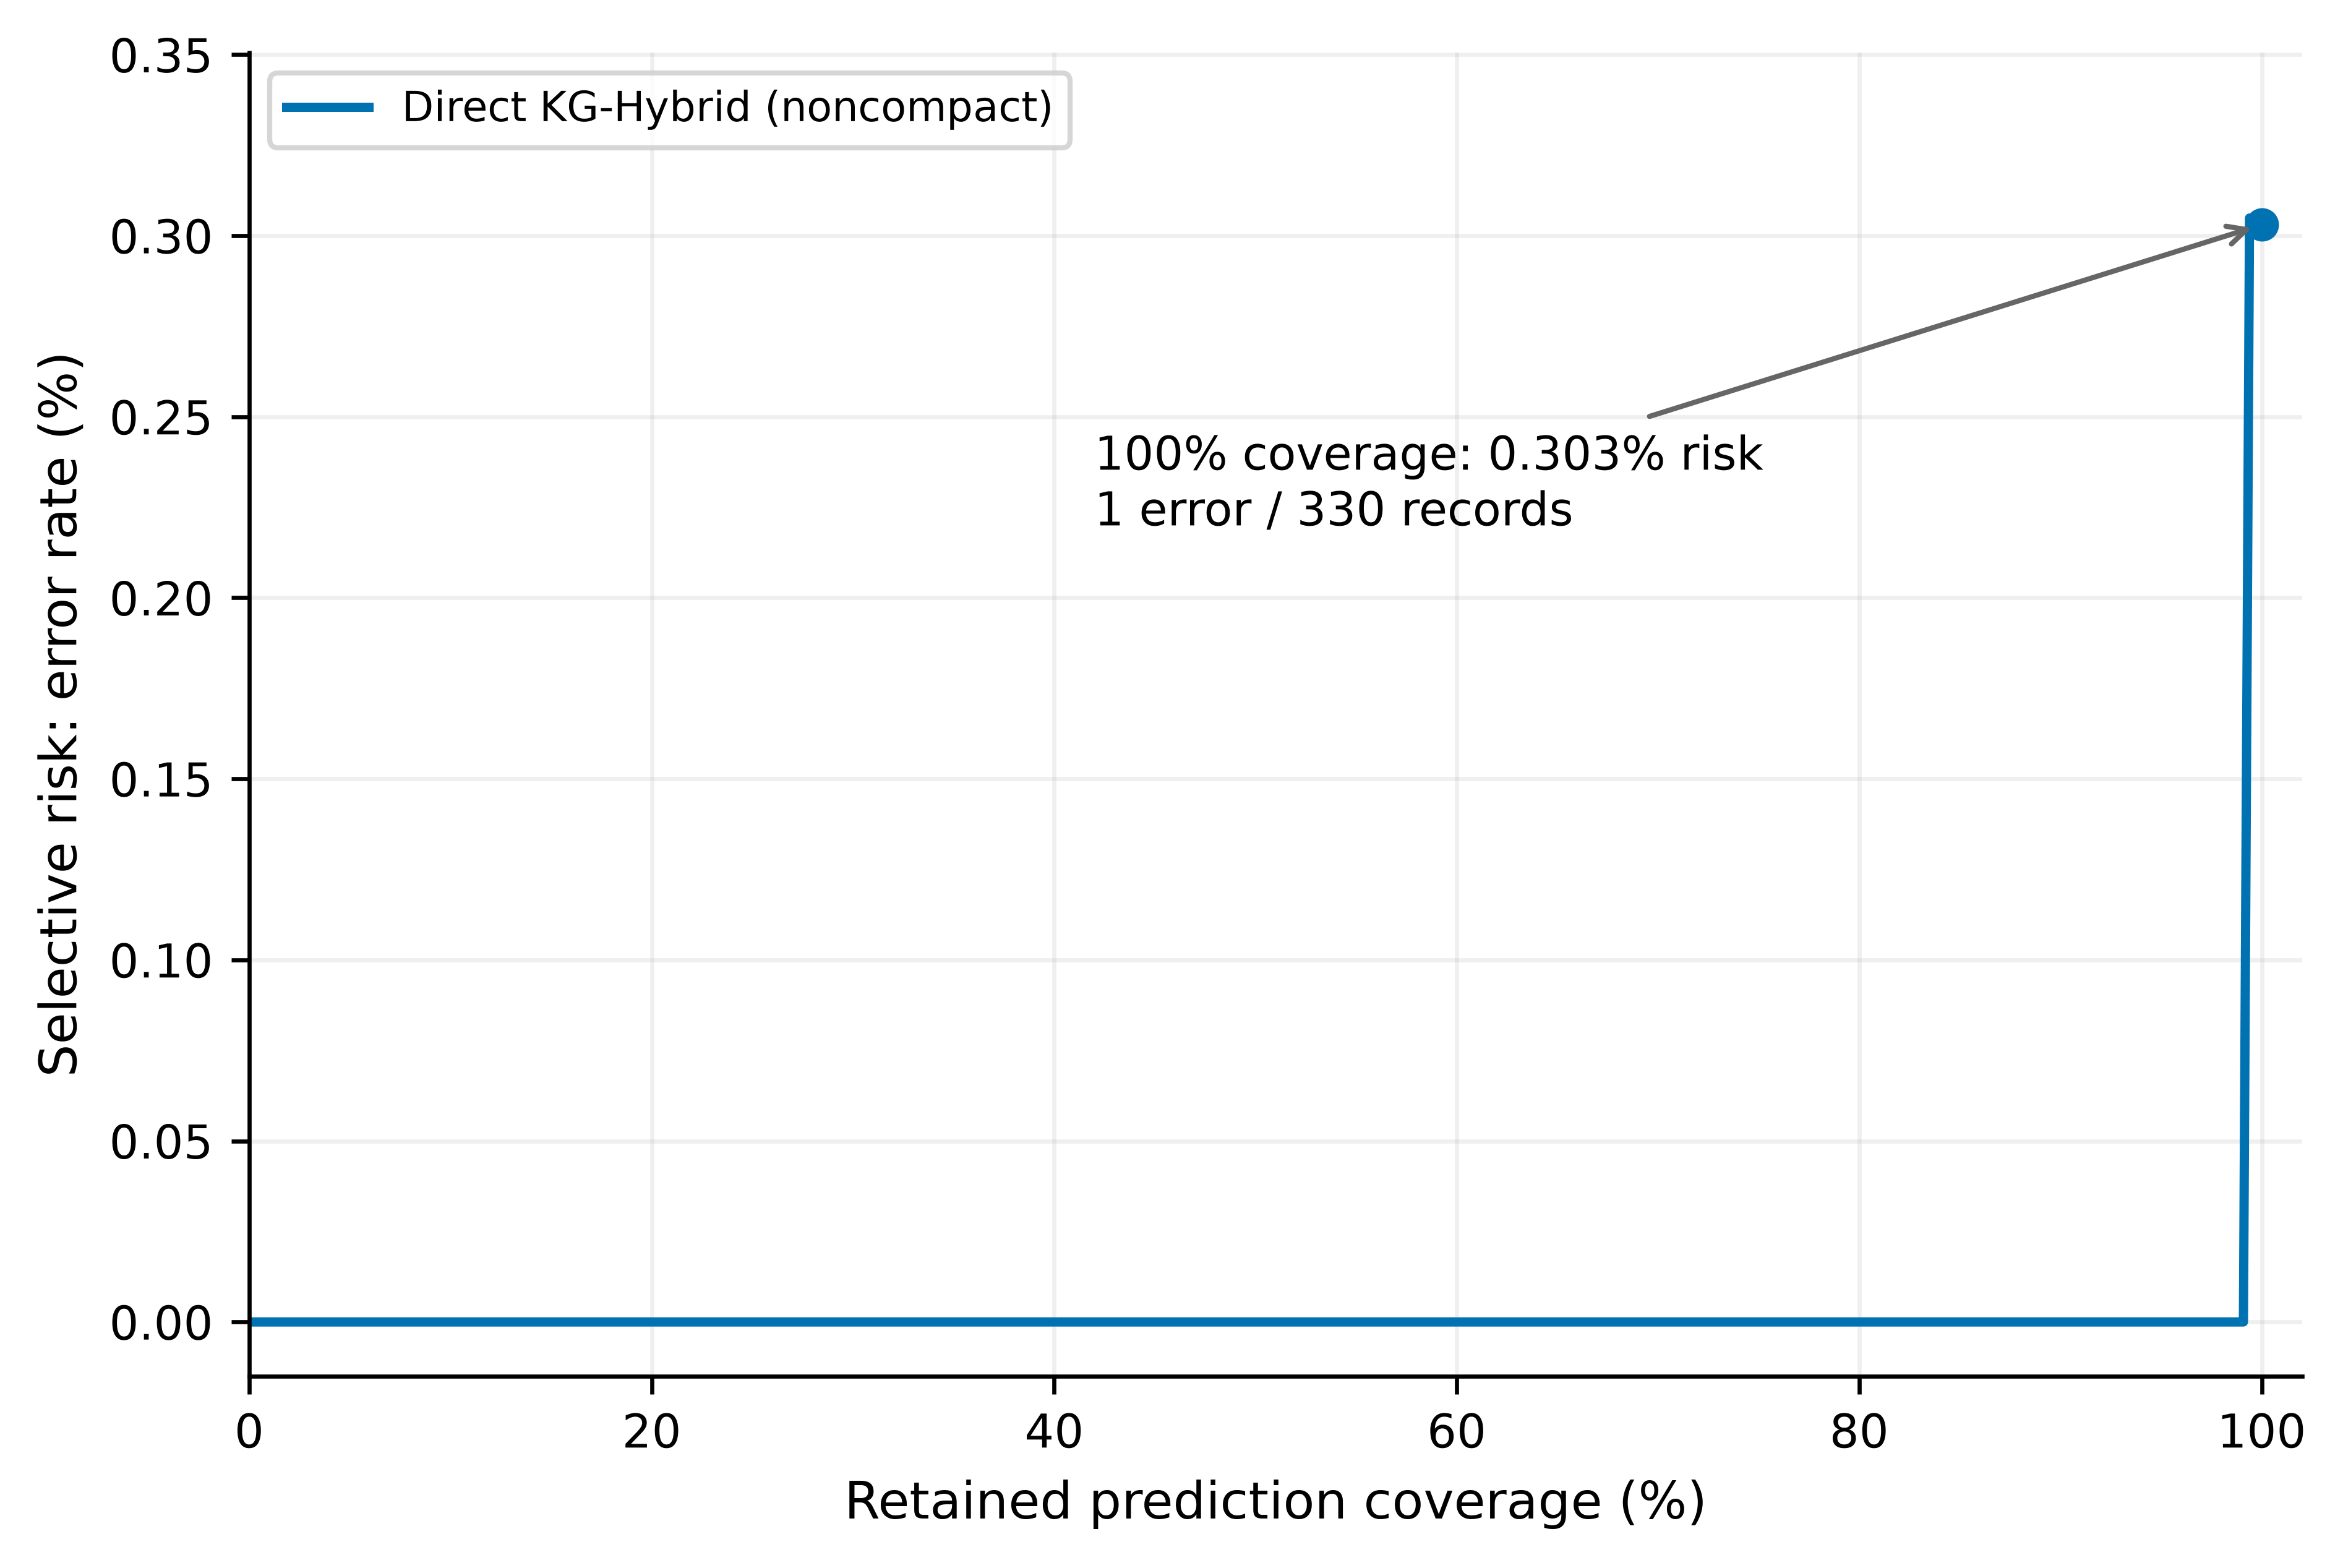 0.35
Direct KG-Hybrid (noncompact)
0.30
0.25
100% coverage: 0.303% risk
1 error / 330 records
0.20
0.15
0.10
0.05
0.00
Selective risk: error rate (%)
0 20 40 60 80 100
Retained prediction coverage (%)